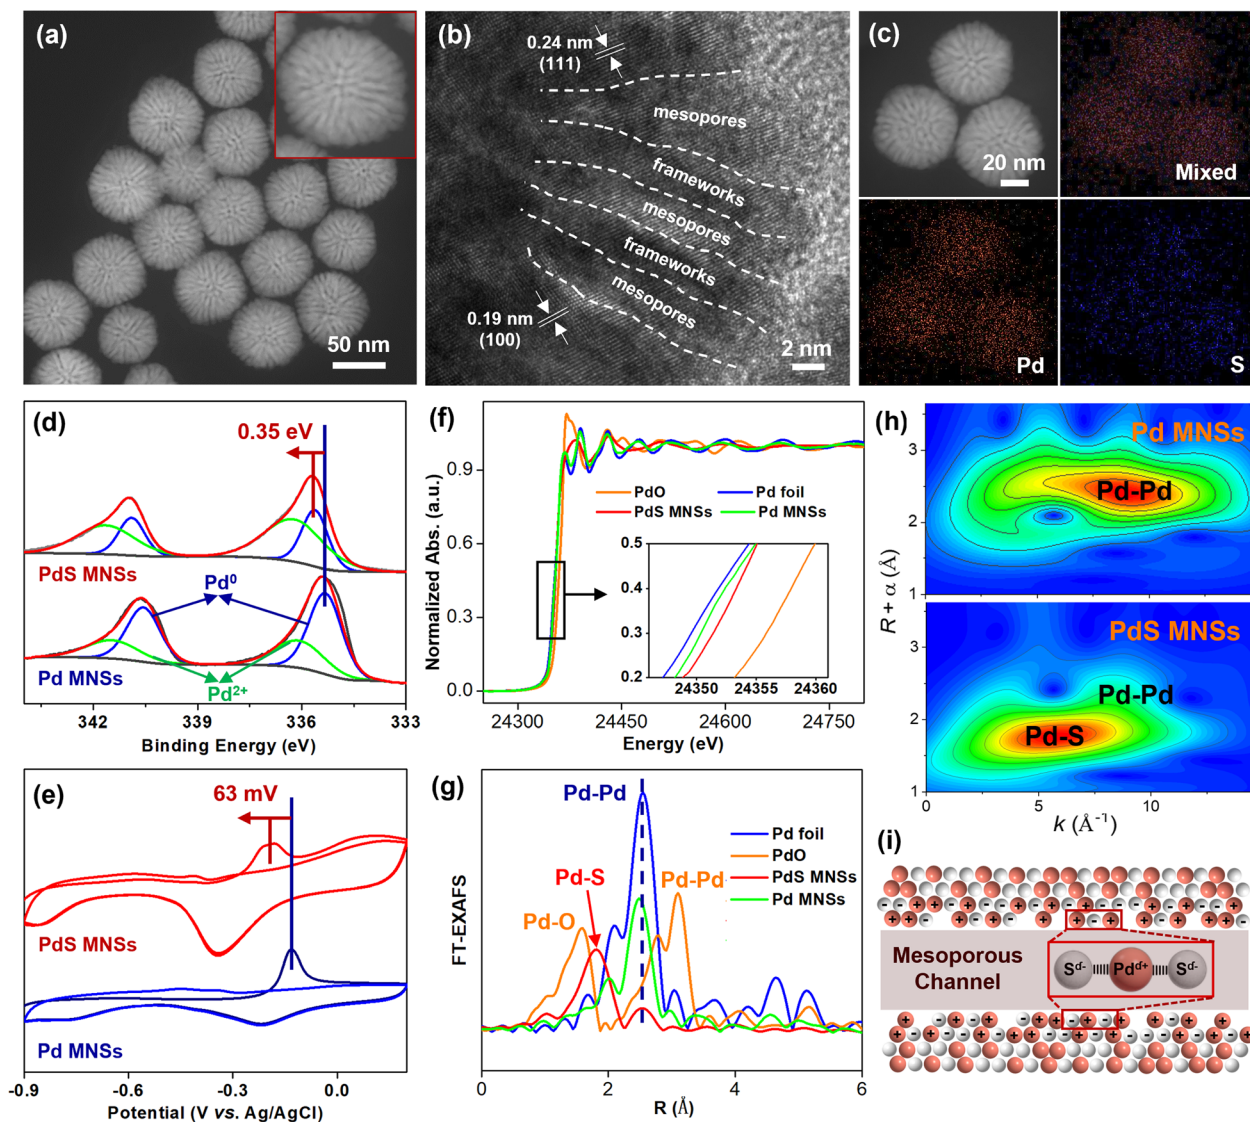 (a)
50 nm
(b)
0.24 nm
(111)
mesopores
frameworks
mesopores
frameworks
mesopores
0.19 nm
(100)
2 nm
(c)
20 nm
Mixed
Pd
S
(d)
0.35 eV
PdS MNSs
Pd⁰
Pd MNSs
Pd²⁺
342 339 336 333
Binding Energy (eV)
(e)
63 mV
PdS MNSs
Pd MNSs
-0.9 -0.6 -0.3 0.0
Potential (V vs. Ag/AgCl)
(f)
Normalized Abs. (a.u.)
0.9
0.6
0.3
0.0
PdO Pd foil
PdS MNSs Pd MNSs
0.5
0.4
0.3
0.2
24350 24355 24360
24300 24450 24600 24750
Energy (eV)
(g)
FT-EXAFS
Pd-Pd
Pd-S
Pd-O
Pd-Pd
Pd foil
PdO
PdS MNSs
Pd MNSs
0 2 4 6
R (Å)
(h)
Pd MNSs
Pd-Pd
3
2
1
R + α (Å)
PdS MNSs
Pd-Pd
Pd-S
3
2
1
0 5 10
k (Å⁻¹)
(i)
Mesoporous
Channel
S^d- Pd^d+ S^d-